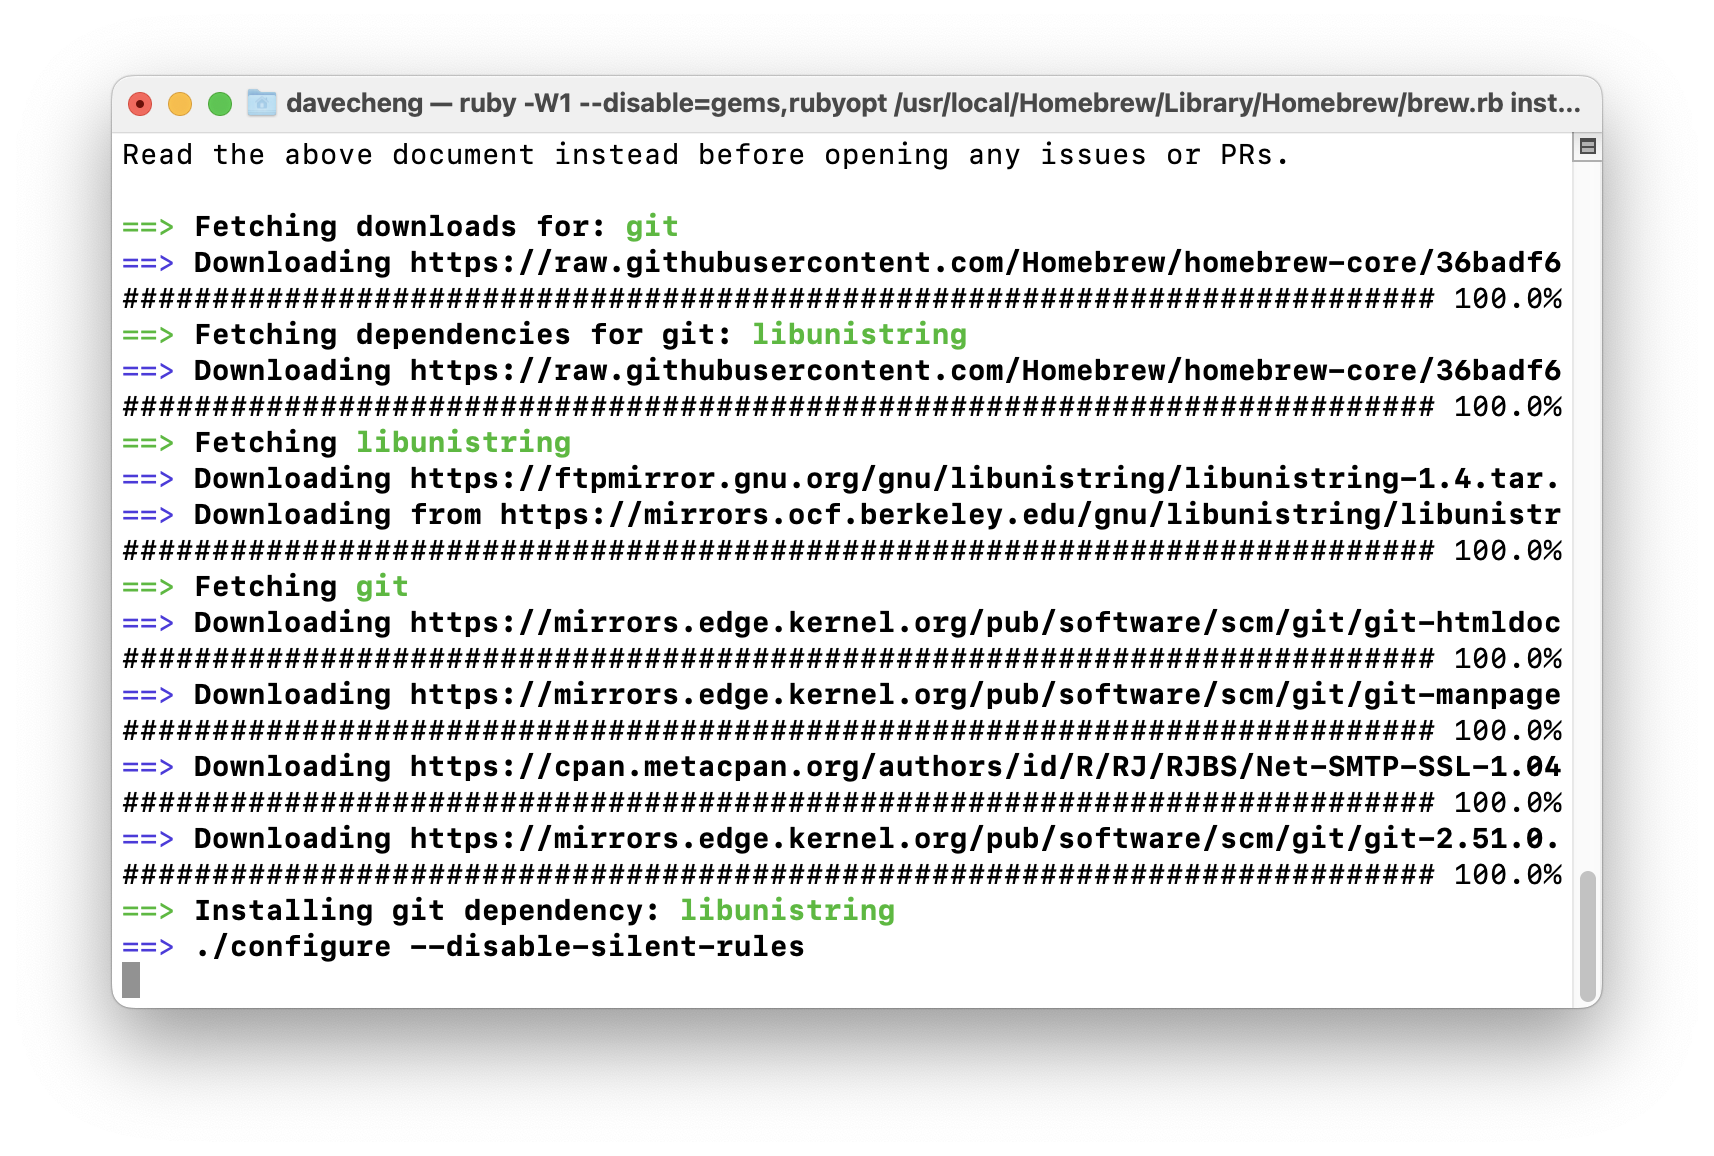 davecheng — ruby -W1 --disable=gems,rubyopt /usr/local/Homebrew/Library/Homebrew/brew.rb inst...
Read the above document instead before opening any issues or PRs.
==> Fetching downloads for: git
==> Downloading https://raw.githubusercontent.com/Homebrew/homebrew-core/36badf6
######################################################################### 100.0%
==> Fetching dependencies for git: libunistring
==> Downloading https://raw.githubusercontent.com/Homebrew/homebrew-core/36badf6
######################################################################### 100.0%
==> Fetching libunistring
==> Downloading https://ftpmirror.gnu.org/gnu/libunistring/libunistring-1.4.tar.
==> Downloading from https://mirrors.ocf.berkeley.edu/gnu/libunistring/libunistr
######################################################################### 100.0%
==> Fetching git
==> Downloading https://mirrors.edge.kernel.org/pub/software/scm/git/git-htmldoc
######################################################################### 100.0%
==> Downloading https://mirrors.edge.kernel.org/pub/software/scm/git/git-manpage
######################################################################### 100.0%
==> Downloading https://cpan.metacpan.org/authors/id/R/RJ/RJBS/Net-SMTP-SSL-1.04
######################################################################### 100.0%
==> Downloading https://mirrors.edge.kernel.org/pub/software/scm/git/git-2.51.0.
######################################################################### 100.0%
==> Installing git dependency: libunistring
==> ./configure --disable-silent-rules